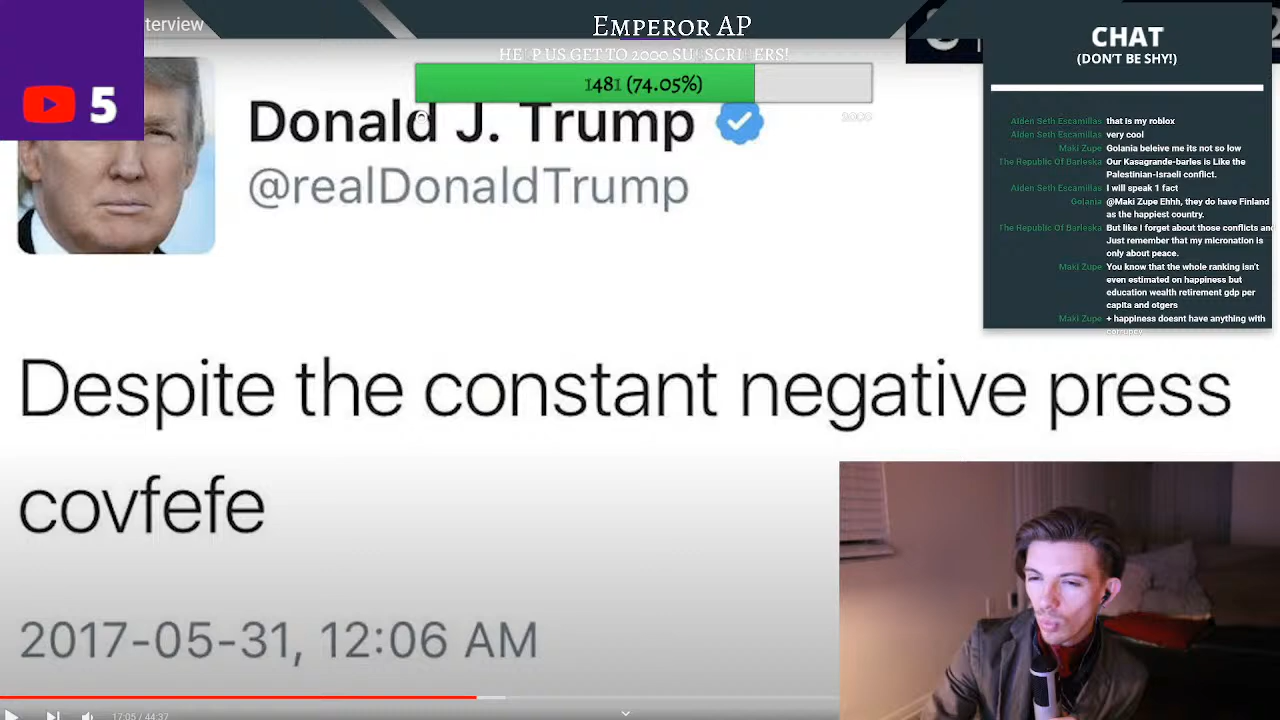 terview
EMPEROR AP
HELP US GET TO 2000 SUBSCRIBERS!
1481 (74.05%)
0
2000
5
Donald J. Trump
@realDonaldTrump
Despite the constant negative press
covfefe
2017-05-31, 12:06 AM
17:05 / 44:37
CHAT
(DON'T BE SHY!)
Aiden Seth Escamillas that is my roblox
Aiden Seth Escamillas very cool
Maki Zupe Golania beleive me its not so low
The Republic Of Barleska Our Kasagrande-barles is Like the
Palestinian-Israeli conflict.
Aiden Seth Escamillas I will speak 1 fact
Golania @Maki Zupe Ehhh, they do have Finland
as the happiest country.
The Republic Of Barleska But like I forget about those conflicts and
Just remember that my micronation is
only about peace.
Maki Zupe You know that the whole ranking isn't
even estimated on happiness but
education wealth retirement gdp per
capita and otgers
Maki Zupe + happiness doesnt have anything with